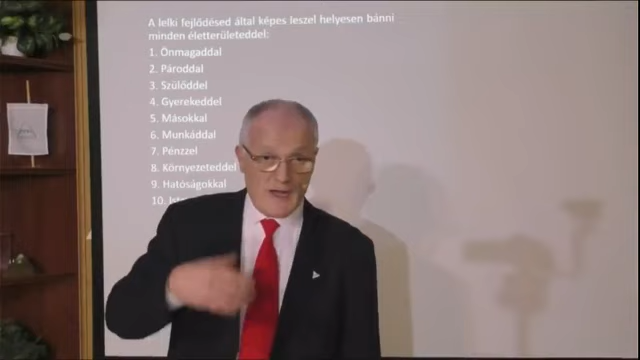 A lelki fejlődésed által képes leszel helyesen bánni
minden életterületeddel:
1. Önmagaddal
2. Pároddal
3. Szülőddel
4. Gyerekeddel
5. Másokkal
6. Munkáddal
7. Pénzzel
8. Környezeteddel
9. Hatóságokkal
10.